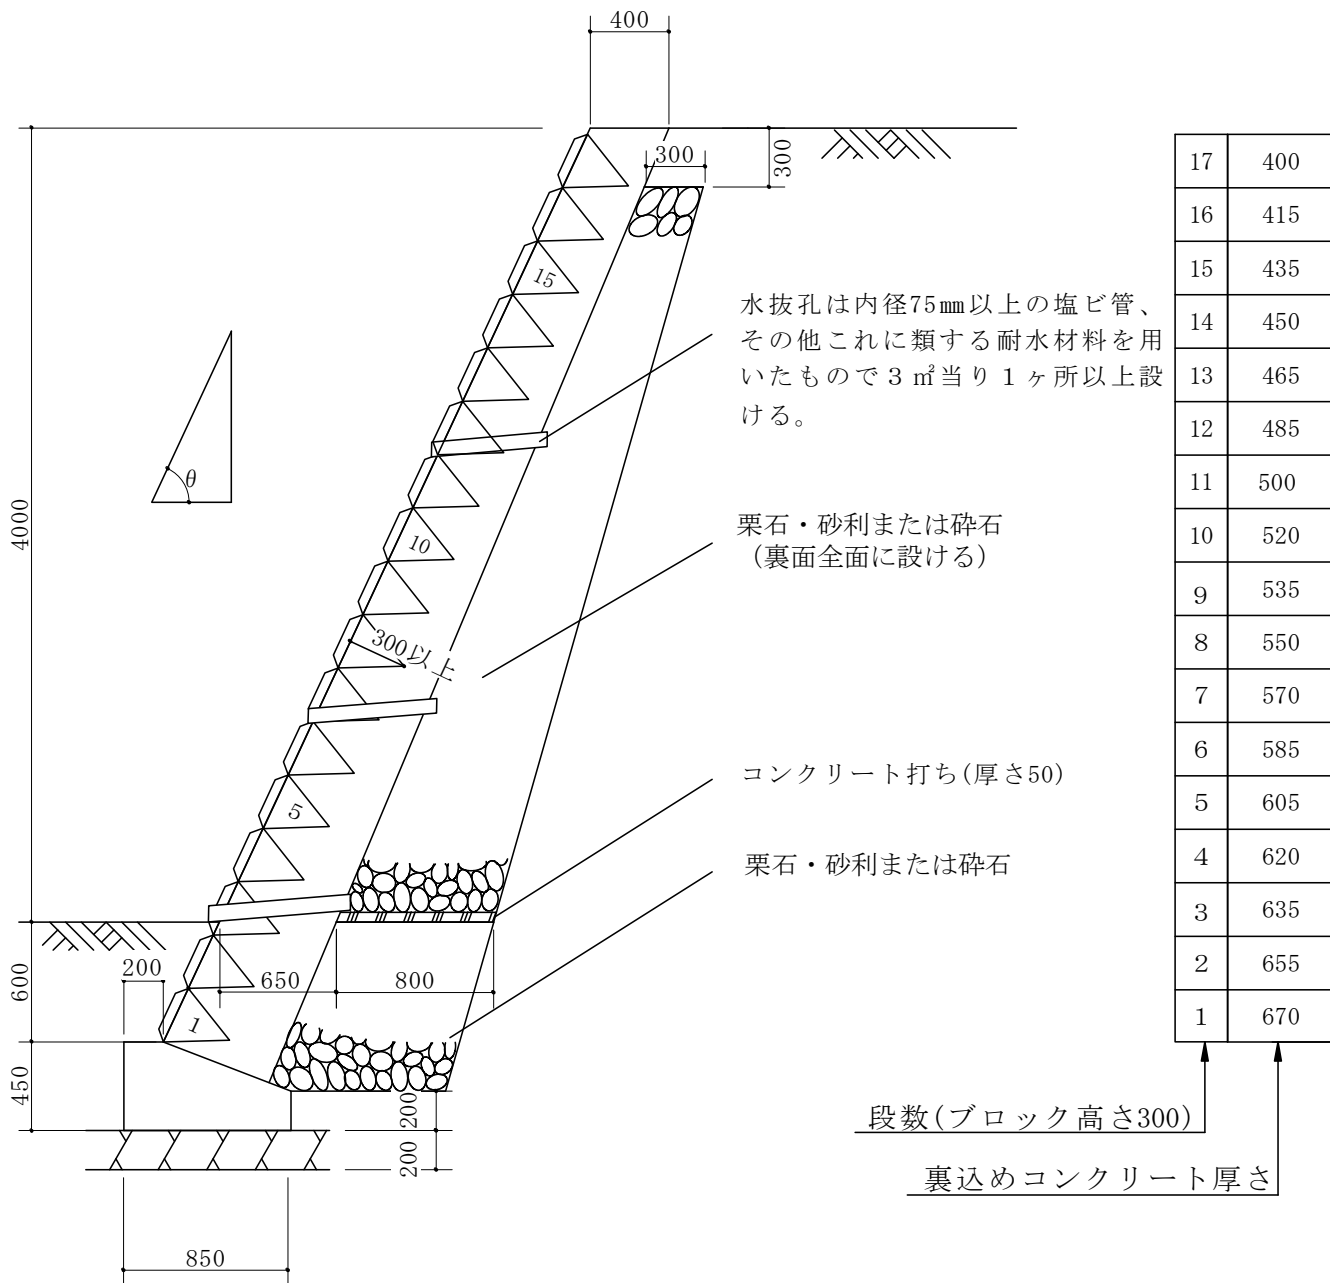 400
300
300
15
水抜孔は内径75㎜以上の塩ビ管、
その他これに類する耐水材料を用
いたもので３㎡当り１ヶ所以上設
ける。
θ
4000
10
栗石・砂利または砕石
（裏面全面に設ける）
300以上
5
コンクリート打ち(厚さ50)
栗石・砂利または砕石
200
650
800
600
1
450
200
200
850
17 400
16 415
15 435
14 450
13 465
12 485
11 500
10 520
9 535
8 550
7 570
6 585
5 605
4 620
3 635
2 655
1 670
段数(ブロック高さ300)
裏込めコンクリート厚さ